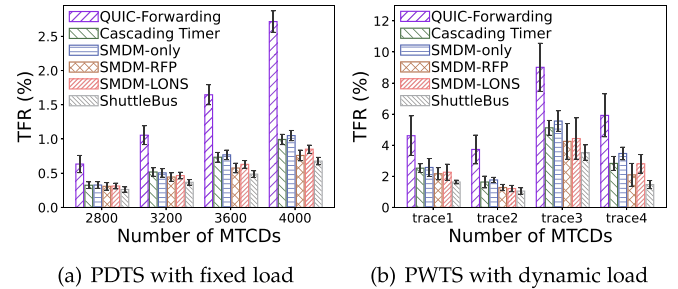 TFR (%)
2.5
2.0
1.5
1.0
0.5
0.0
QUIC-Forwarding
Cascading Timer
SMDM-only
SMDM-RFP
SMDM-LONS
ShuttleBus
2800 3200 3600 4000
Number of MTCDs
(a) PDTS with fixed load
TFR (%)
12
10
8
6
4
2
0
QUIC-Forwarding
Cascading Timer
SMDM-only
SMDM-RFP
SMDM-LONS
ShuttleBus
trace1 trace2 trace3 trace4
Number of MTCDs
(b) PWTS with dynamic load